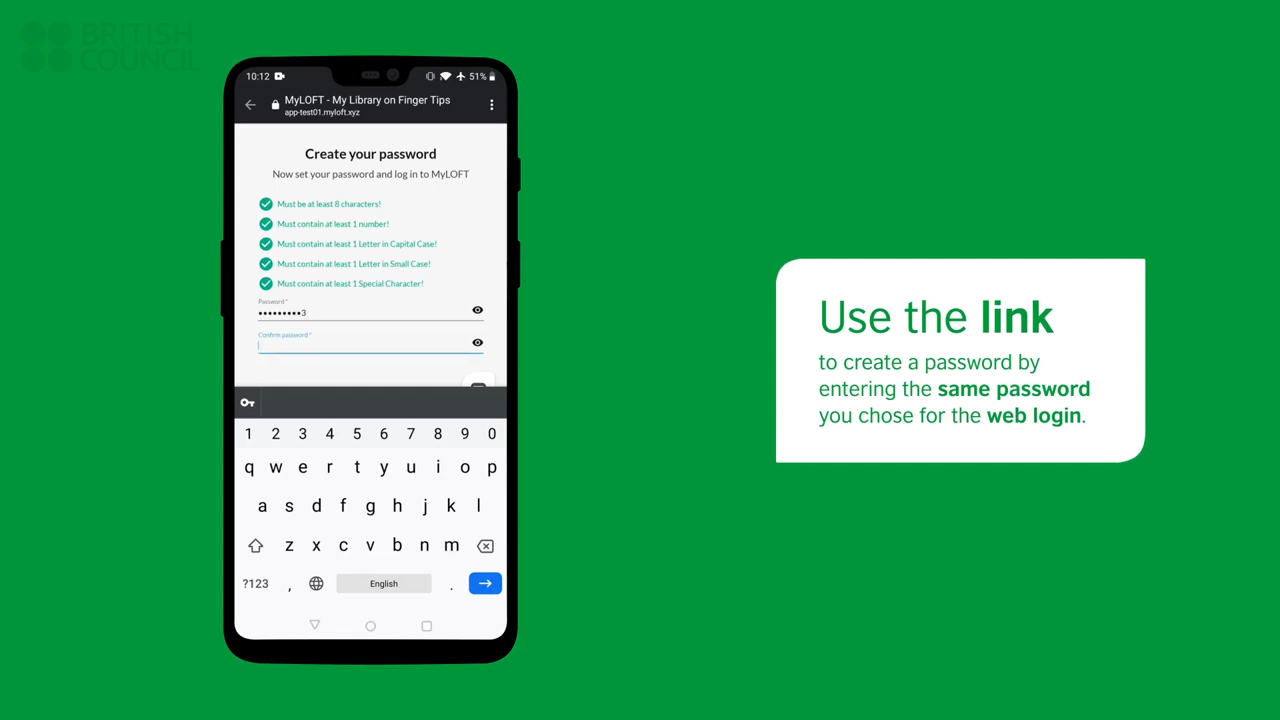 BRITISH
COUNCIL
10:12
51%
MyLOFT - My Library on Finger Tips
app-test01.myloft.xyz
Create your password
Now set your password and log in to MyLOFT
Must be at least 8 characters!
Must contain at least 1 number!
Must contain at least 1 Letter in Capital Case!
Must contain at least 1 Letter in Small Case!
Must contain at least 1 Special Character!
Password *
•••••••••3
Confirm password *
1 2 3 4 5 6 7 8 9 0
q w e r t y u i o p
a s d f g h j k l
z x c v b n m
?123 , English .
Use the link
to create a password by
entering the same password
you chose for the web login.